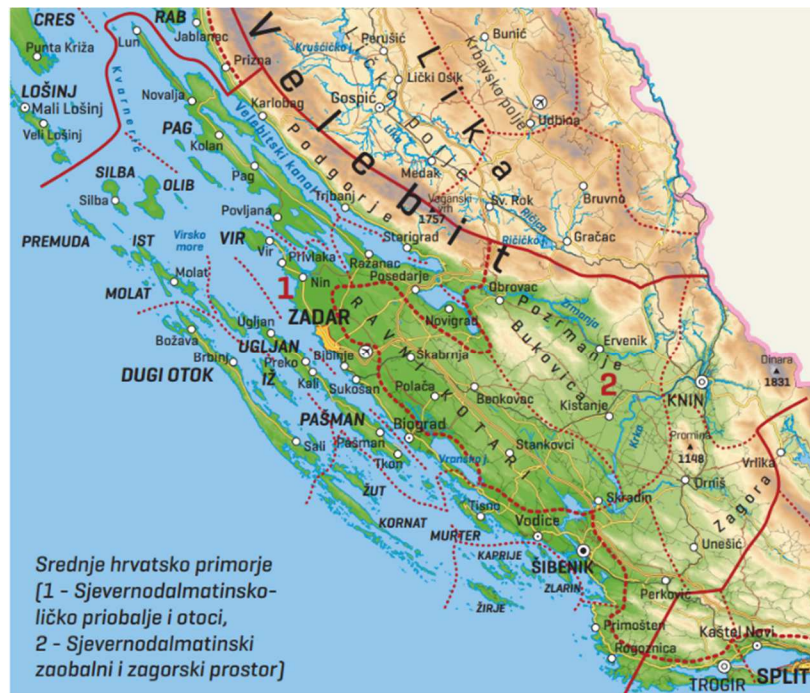 CRES
RAB
Punta Križa
Lun
Jablanac
Perušić
Bunić
Kruščičko j.
Prizna
Velebit
Lika
Ličko polje
Krbavsko polje
Lički Osik
LOŠINJ
Mali Lošinj
Veli Lošinj
Kvarnerić
Novalja
Karlobag
Gospić
Udbina
PAG
Kolan
Velebitski kanal
Podgorje
Lika
Medak
Pag
SILBA
Silba
OLIB
Vaganski
vrh
1757
Sv. Rok
Bruvno
Povljana
Tribanj
Ričica
PREMUDA
IST
Virsko
more
VIR
Vir
Privlaka
Starigrad
Ričičko j.
Gračac
Molat
MOLAT
Nin
Ražanac
Posedarje
1
Obrovac
ZADAR
RAVNI KOTARI
Novigrad
Pozrmanje
Bukovica
Zrmanja
Božava
Ugljan
UGLJAN
Ervenik
Brbinj
Preko
Bibinje
Škabrnja
Dinara
1831
DUGI OTOK
IŽ
Kali
Sukošan
Polača
Benkovac
2
Kistanje
KNIN
PAŠMAN
Biograd
Krka
Promina
1148
Sali
Pašman
Tkon
Vransko j.
Stankovci
Vrlika
ŽUT
Skradin
Drniš
Zagora
KORNAT
Tisno
MURTER
Vodice
Unešić
KAPRIJE
ŠIBENIK
ZLARIN
ŽIRJE
Perković
Primošten
Kaštel Novi
Rogoznica
TROGIR
SPLIT
Srednje hrvatsko primorje
(1 - Sjevernodalmatinsko-
ličko priobalje i otoci,
2 - Sjevernodalmatinski
zaobalni i zagorski prostor)